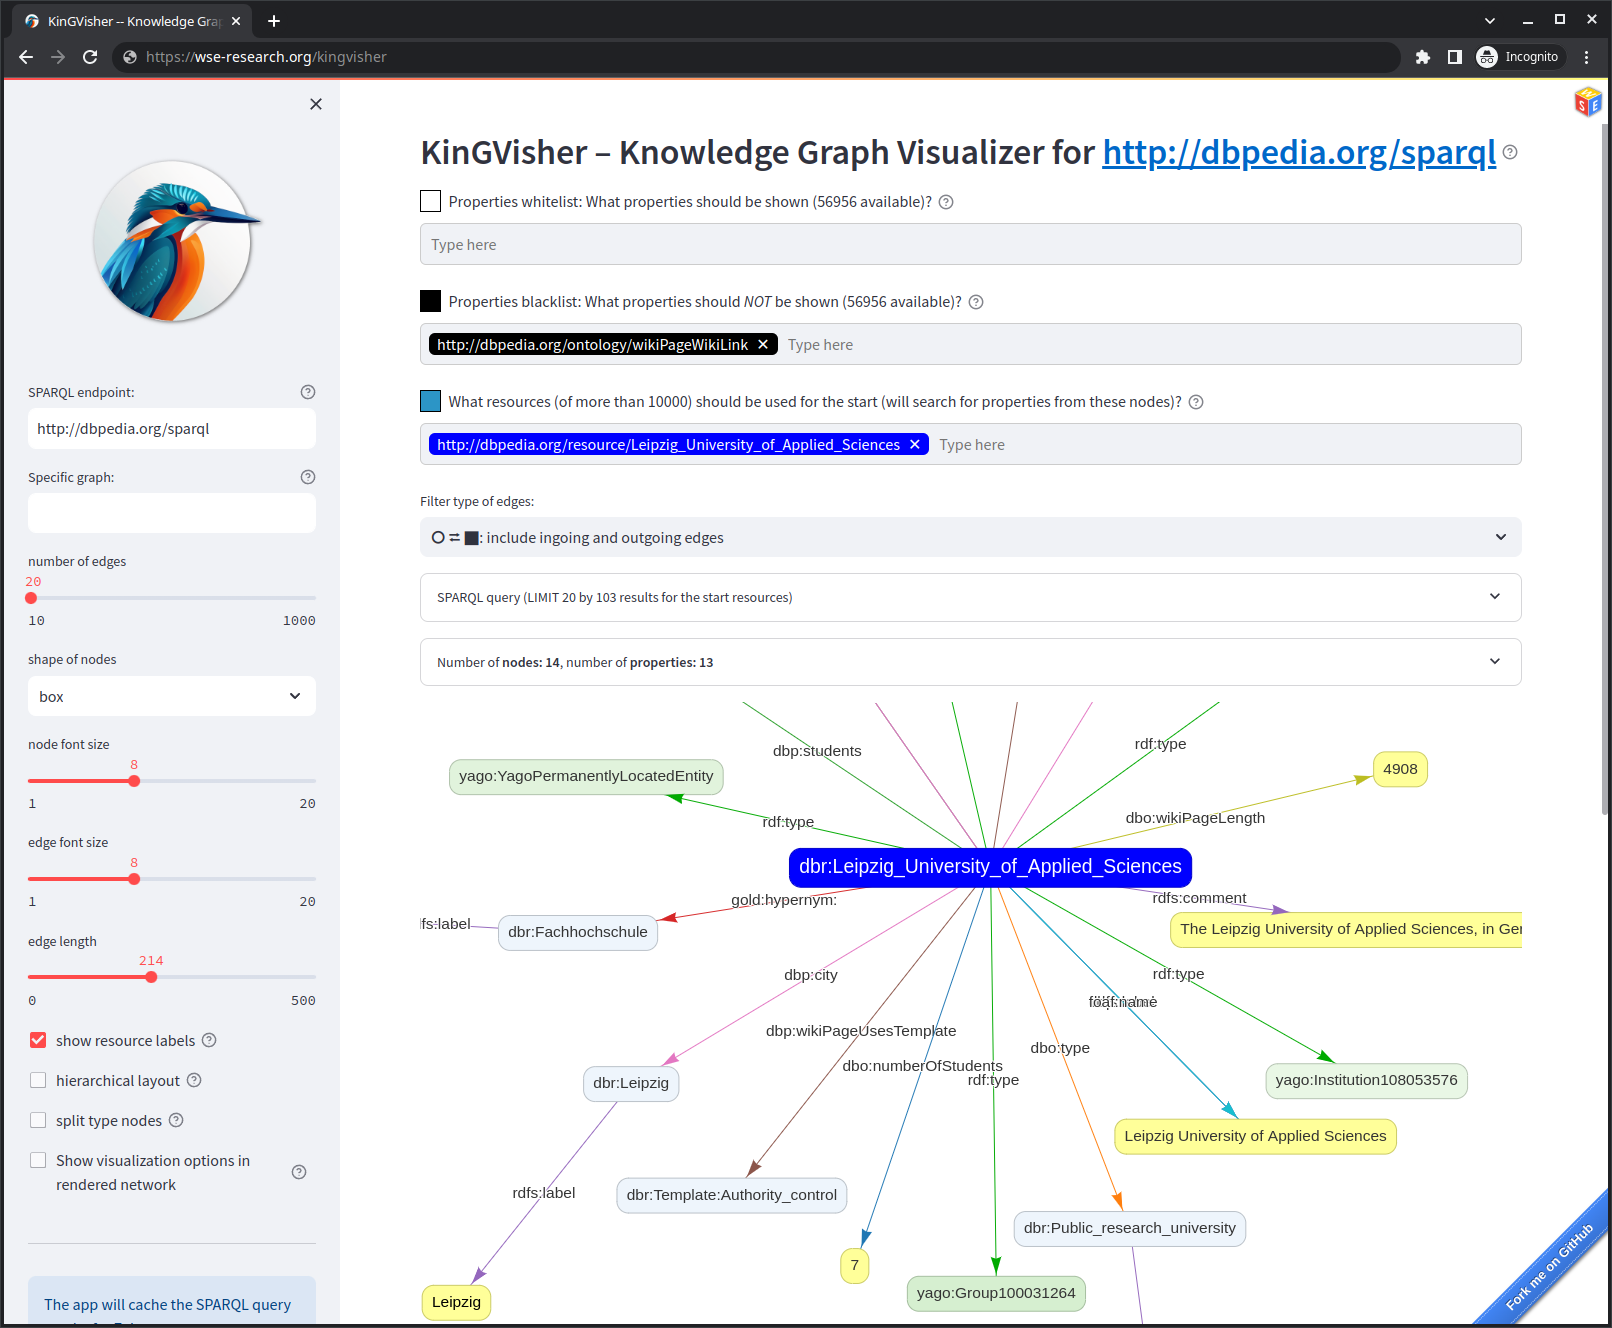 KinGVisher -- Knowledge Gra
https://wse-research.org/kingvisher
Incognito
W
S E
SPARQL endpoint:
http://dbpedia.org/sparql
Specific graph:
number of edges
20
10 1000
shape of nodes
box
node font size
8
1 20
edge font size
8
1 20
edge length
214
0 500
show resource labels
hierarchical layout
split type nodes
Show visualization options in
rendered network
The app will cache the SPARQL query
KinGVisher – Knowledge Graph Visualizer for http://dbpedia.org/sparql
Properties whitelist: What properties should be shown (56956 available)?
Type here
Properties blacklist: What properties should NOT be shown (56956 available)?
http://dbpedia.org/ontology/wikiPageWikiLink Type here
What resources (of more than 10000) should be used for the start (will search for properties from these nodes)?
http://dbpedia.org/resource/Leipzig_University_of_Applied_Sciences Type here
Filter type of edges:
: include ingoing and outgoing edges
SPARQL query (LIMIT 20 by 103 results for the start resources)
Number of nodes: 14, number of properties: 13
dbp:students
rdf:type
yago:YagoPermanentlyLocatedEntity
4908
rdf:type
dbo:wikiPageLength
dbr:Leipzig_University_of_Applied_Sciences
gold:hypernym:
rdfs:comment
fs:label
dbr:Fachhochschule
The Leipzig University of Applied Sciences, in Ger
dbp:city
rdf:type
foaf:name
dbp:wikiPageUsesTemplate
dbo:type
dbo:numberOfStudents
rdf:type
dbr:Leipzig
yago:Institution108053576
Leipzig University of Applied Sciences
rdfs:label
dbr:Template:Authority_control
dbr:Public_research_university
7
yago:Group100031264
Leipzig
Fork me on GitHub